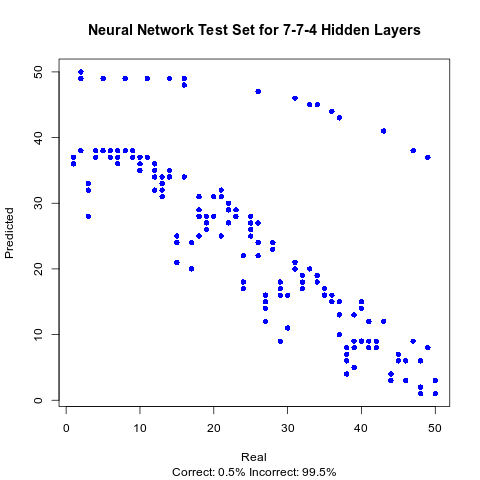 Neural Network Test Set for 7-7-4 Hidden Layers
Predicted
50
40
30
20
10
0
0 10 20 30 40 50
Real
Correct: 0.5% Incorrect: 99.5%